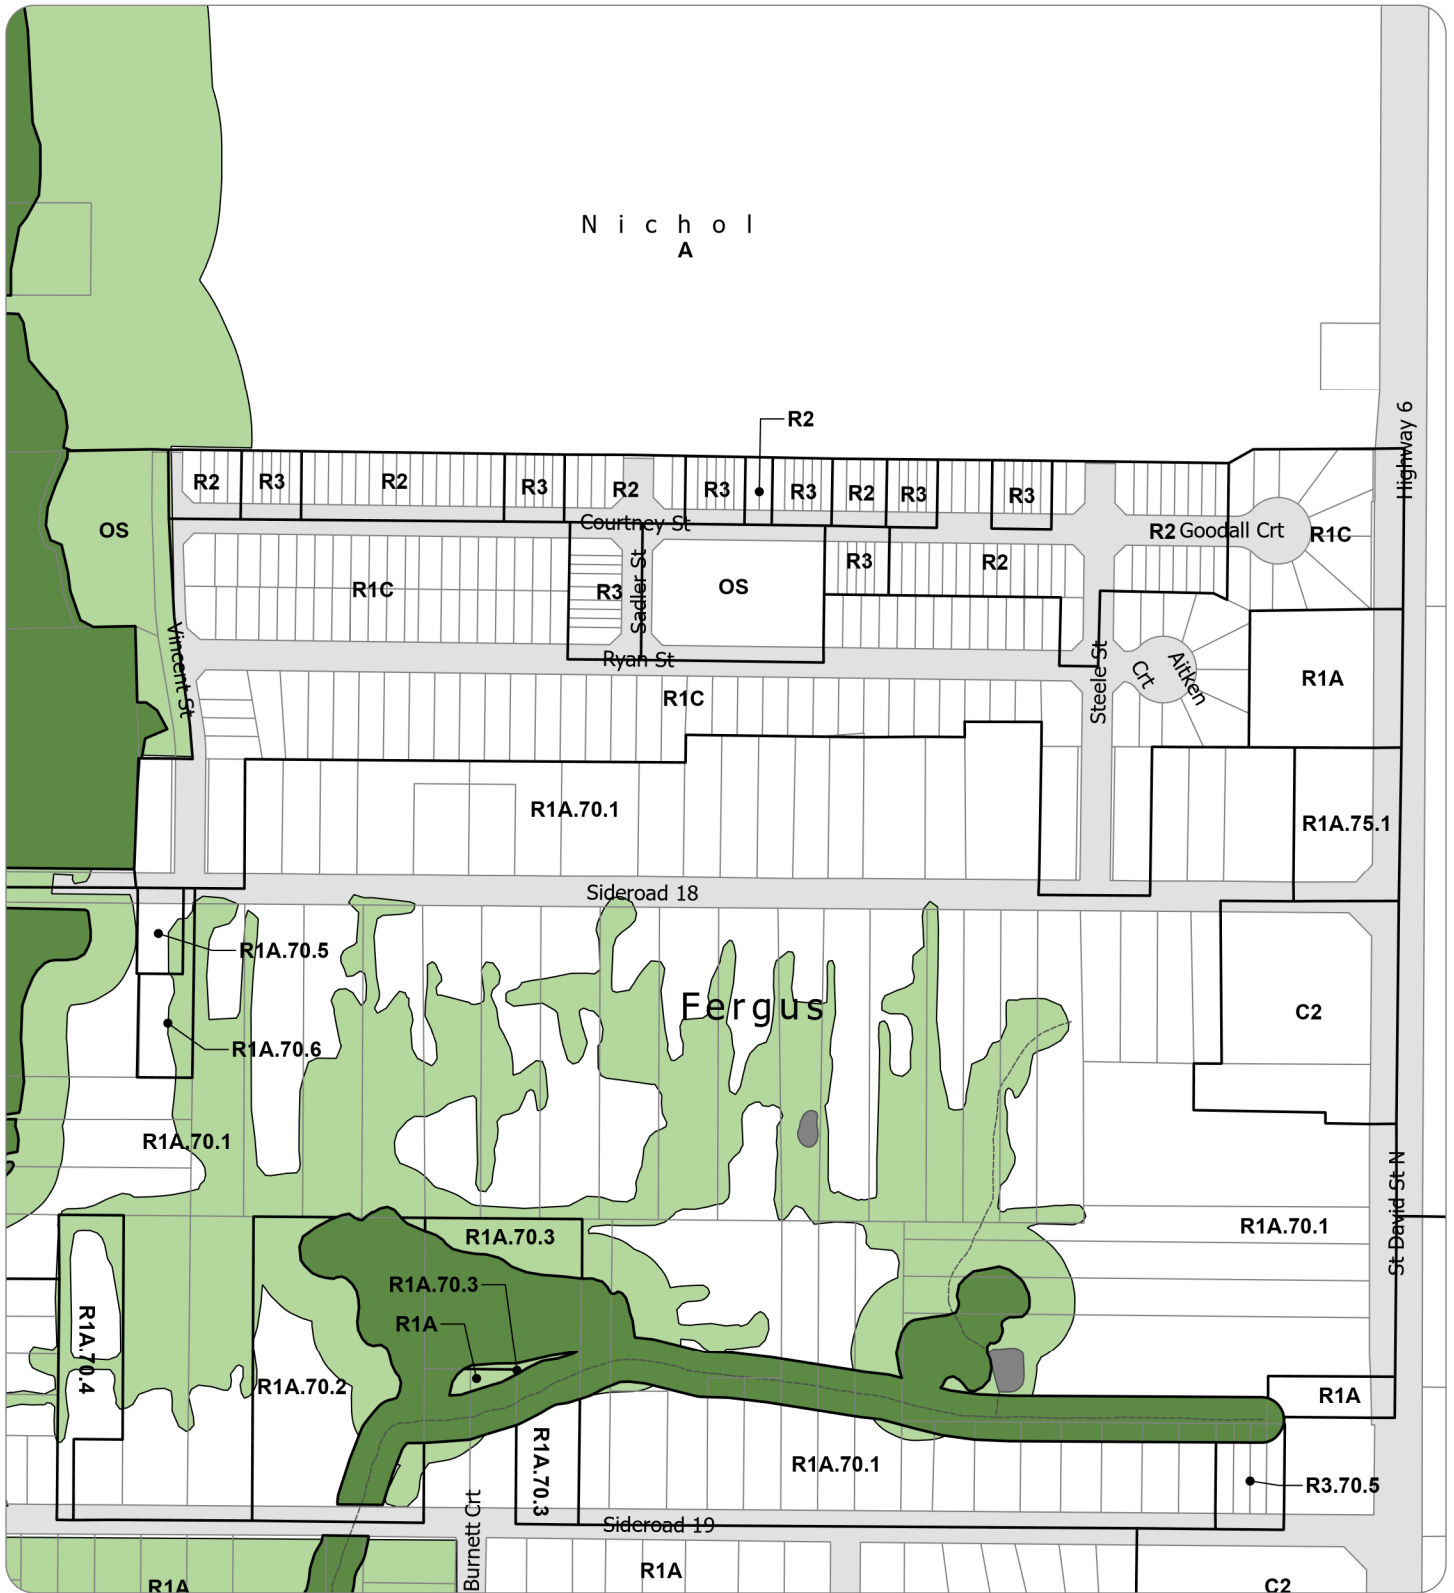 Nichol
A
Highway 6
R2
R2
R3
R2
R3
R2
R3
R3
R2
R3
R3
OS
Courtney St
R2
Goodall Crt
R1C
R1C
R3
Sadler St
OS
R3
R2
Vincent St
Ryan St
Steele St
Aitken
Crt
R1A
R1C
R1A.70.1
R1A.75.1
Sideroad 18
R1A.70.5
Fergus
C2
R1A.70.6
R1A.70.1
St David St N
R1A.70.1
R1A.70.3
R1A.70.3
R1A
R1A.70.4
R1A.70.2
R1A
R1A.70.3
R1A.70.1
R3.70.5
Sideroad 19
Burnett Crt
R1A
R1A
C2